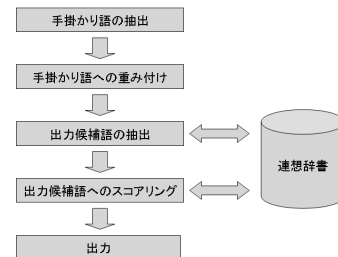 手掛かり語の抽出
手掛かり語への重み付け
出力候補語の抽出
連想辞書
出力候補語へのスコアリング
出力